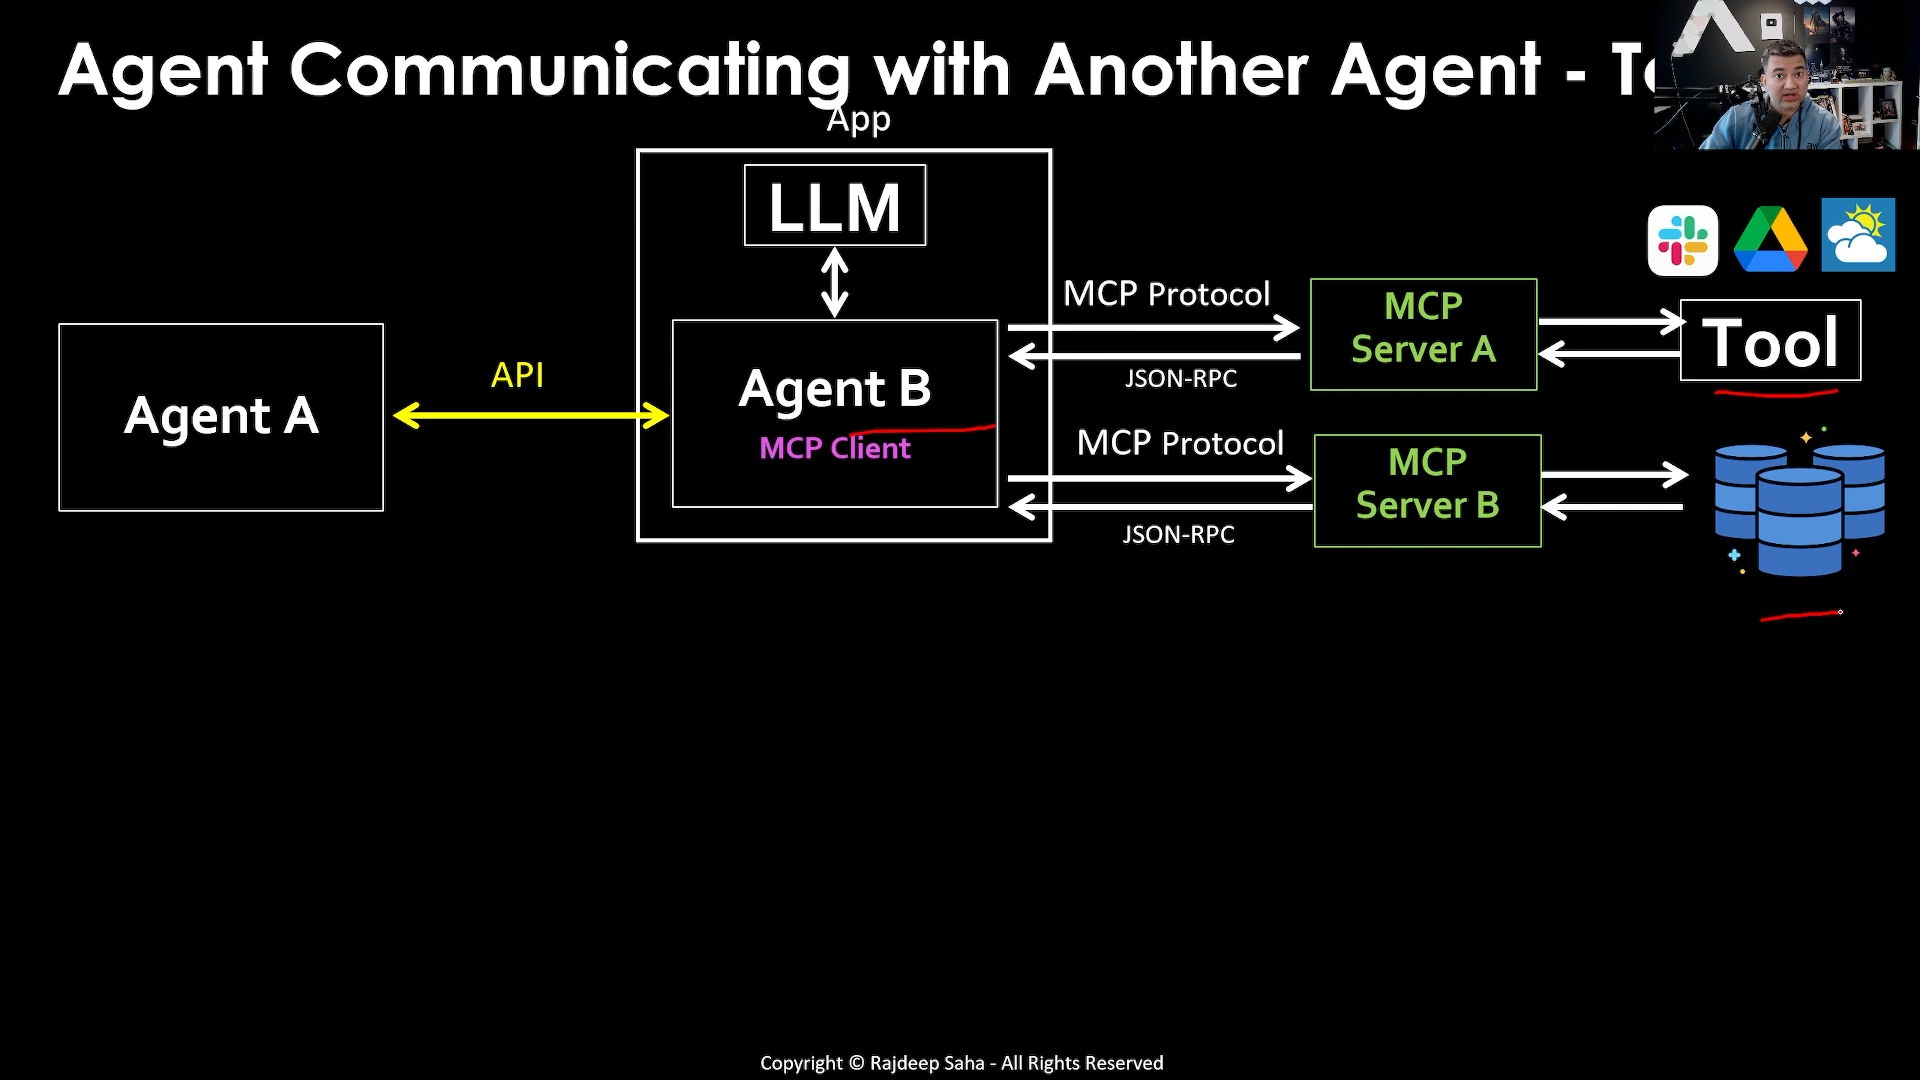 Agent Communicating with Another Agent -
App
LLM
MCP Protocol
MCP
Server A
Tool
API
Agent A
Agent B
MCP Client
JSON-RPC
MCP Protocol
MCP
Server B
JSON-RPC
Copyright © Rajdeep Saha - All Rights Reserved